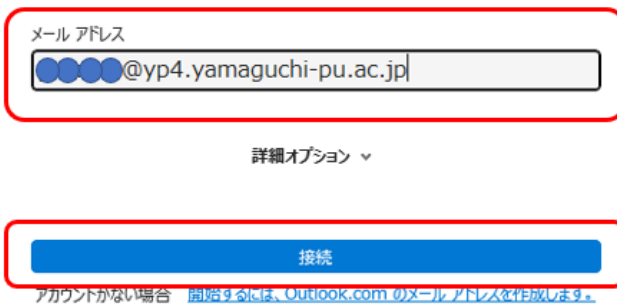 メール アドレス
@yp4.yamaguchi-pu.ac.jp
詳細オプション
接続
アカウントがない場合 開始するには、Outlook.com のメール アドレスを作成します。